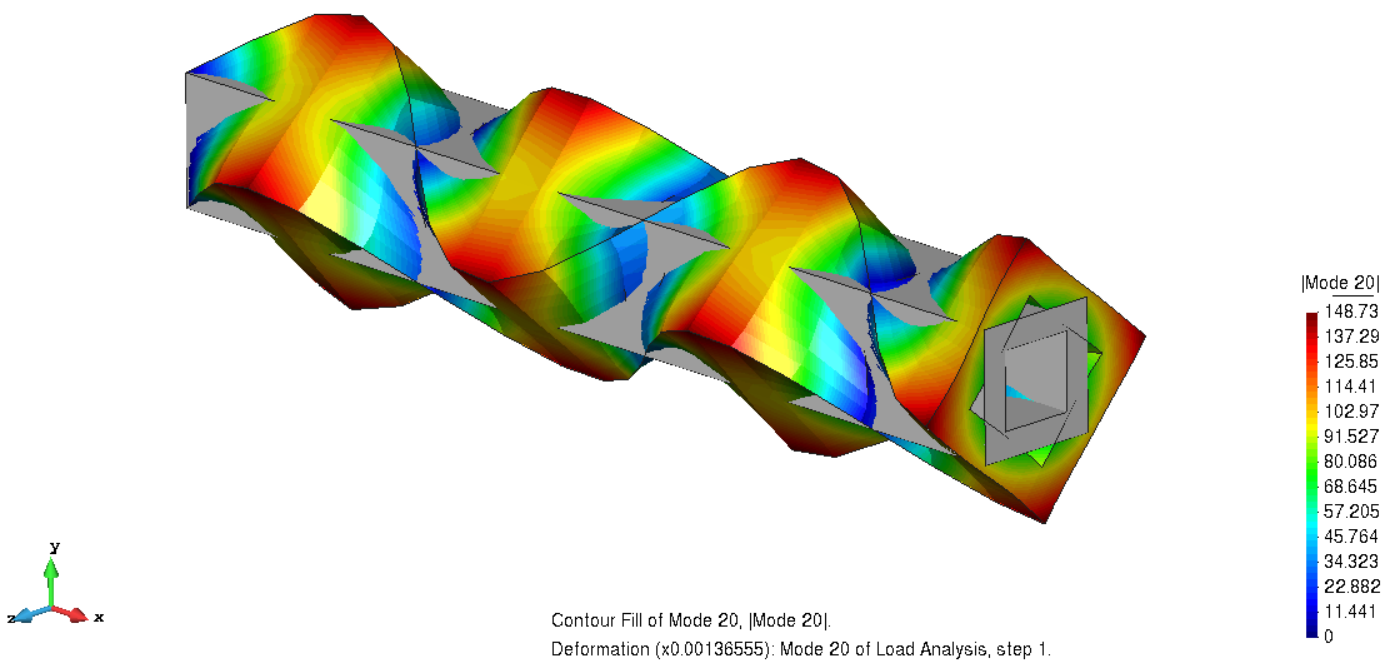 |Mode 20|
148.73
137.29
125.85
114.41
102.97
91.527
80.086
68.645
57.205
45.764
34.323
22.882
11.441
0
y
z
x
Contour Fill of Mode 20, |Mode 20|.
Deformation (x0.00136555): Mode 20 of Load Analysis, step 1.